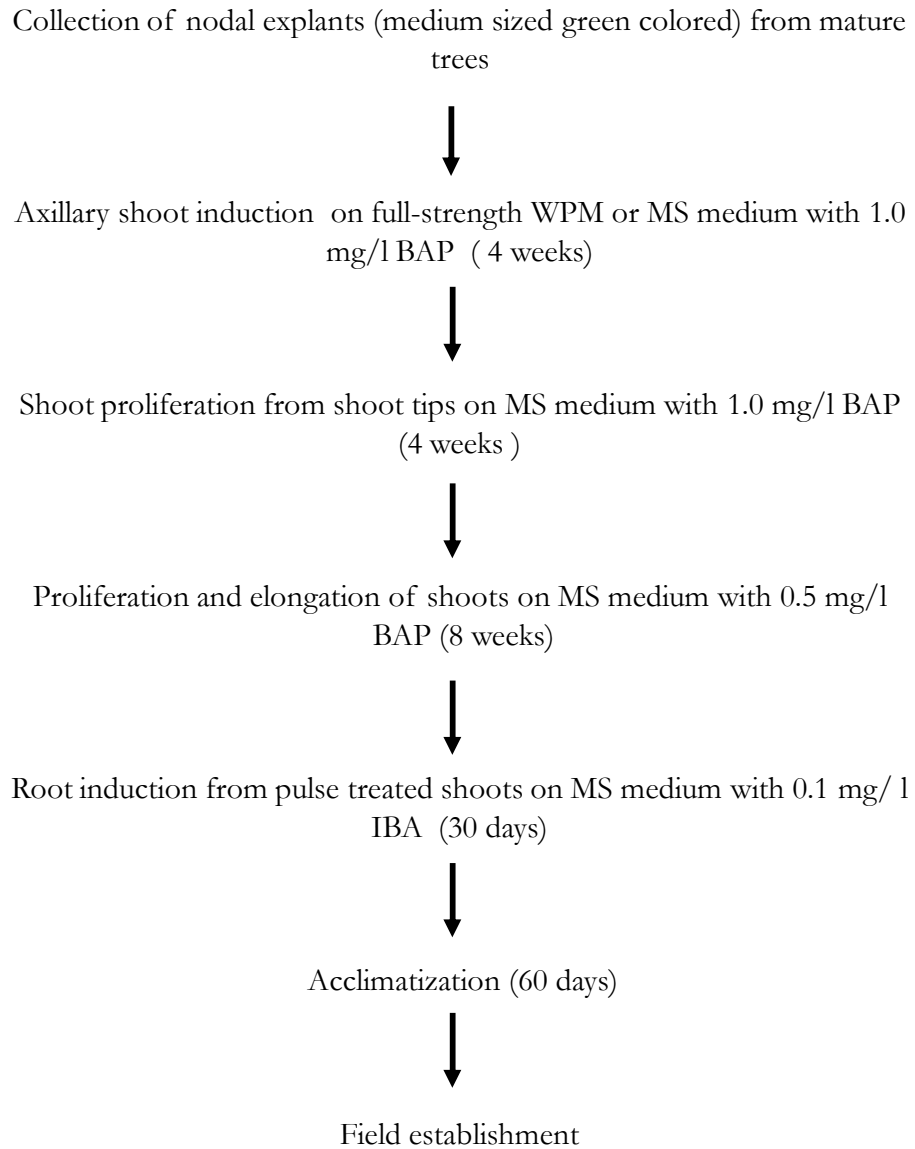 Collection of nodal explants (medium sized green colored) from mature
trees
Axillary shoot induction on full-strength WPM or MS medium with 1.0
mg/l BAP ( 4 weeks)
Shoot proliferation from shoot tips on MS medium with 1.0 mg/l BAP
(4 weeks )
Proliferation and elongation of shoots on MS medium with 0.5 mg/l
BAP (8 weeks)
Root induction from pulse treated shoots on MS medium with 0.1 mg/ l
IBA (30 days)
Acclimatization (60 days)
Field establishment